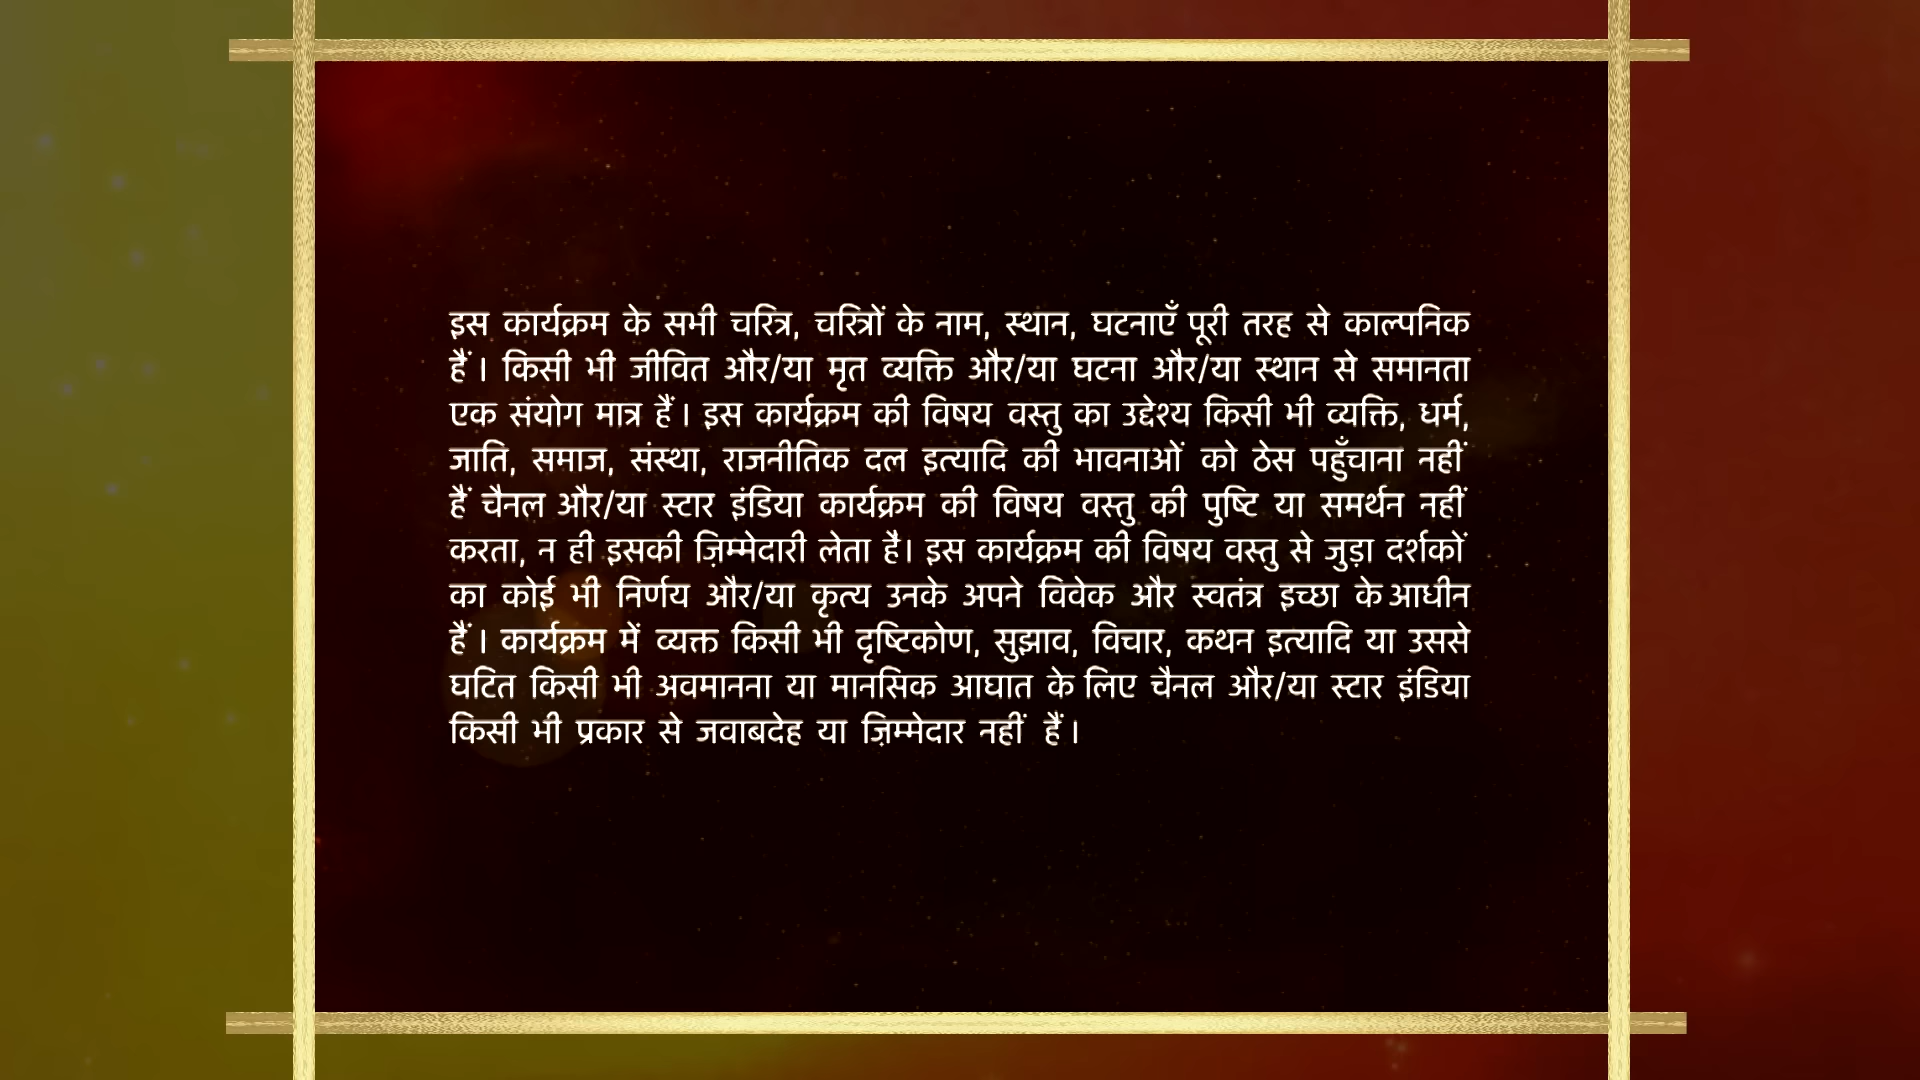 इस कार्यक्रम के सभी चरित्र, चरित्रों के नाम, स्थान, घटनाएँ पूरी तरह से काल्पनिक
हैं। किसी भी जीवित और/या मृत व्यक्ति और/या घटना और/या स्थान से समानता
एक संयोग मात्र हैं। इस कार्यक्रम की विषय वस्तु का उद्देश्य किसी भी व्यक्ति, धर्म,
जाति, समाज, संस्था, राजनीतिक दल इत्यादि की भावनाओं को ठेस पहुँचाना नहीं
हैं चैनल और/या स्टार इंडिया कार्यक्रम की विषय वस्तु की पुष्टि या समर्थन नहीं
करता, न ही इसकी ज़िम्मेदारी लेता है। इस कार्यक्रम की विषय वस्तु से जुड़ा दर्शकों
का कोई भी निर्णय और/या कृत्य उनके अपने विवेक और स्वतंत्र इच्छा के आधीन
हैं। कार्यक्रम में व्यक्त किसी भी दृष्टिकोण, सुझाव, विचार, कथन इत्यादि या उससे
घटित किसी भी अवमानना या मानसिक आघात के लिए चैनल और/या स्टार इंडिया
किसी भी प्रकार से जवाबदेह या ज़िम्मेदार नहीं हैं।